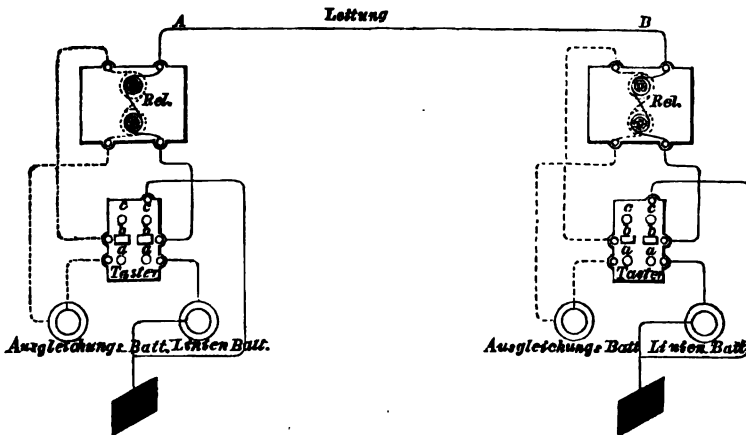 A Leitung B
Rel. Rel.
c c c c
b b b b
a a a a
Taster Taster
Ausgleichungs Batt. Linien Batt. Ausgleichungs Batt Linien Batt.